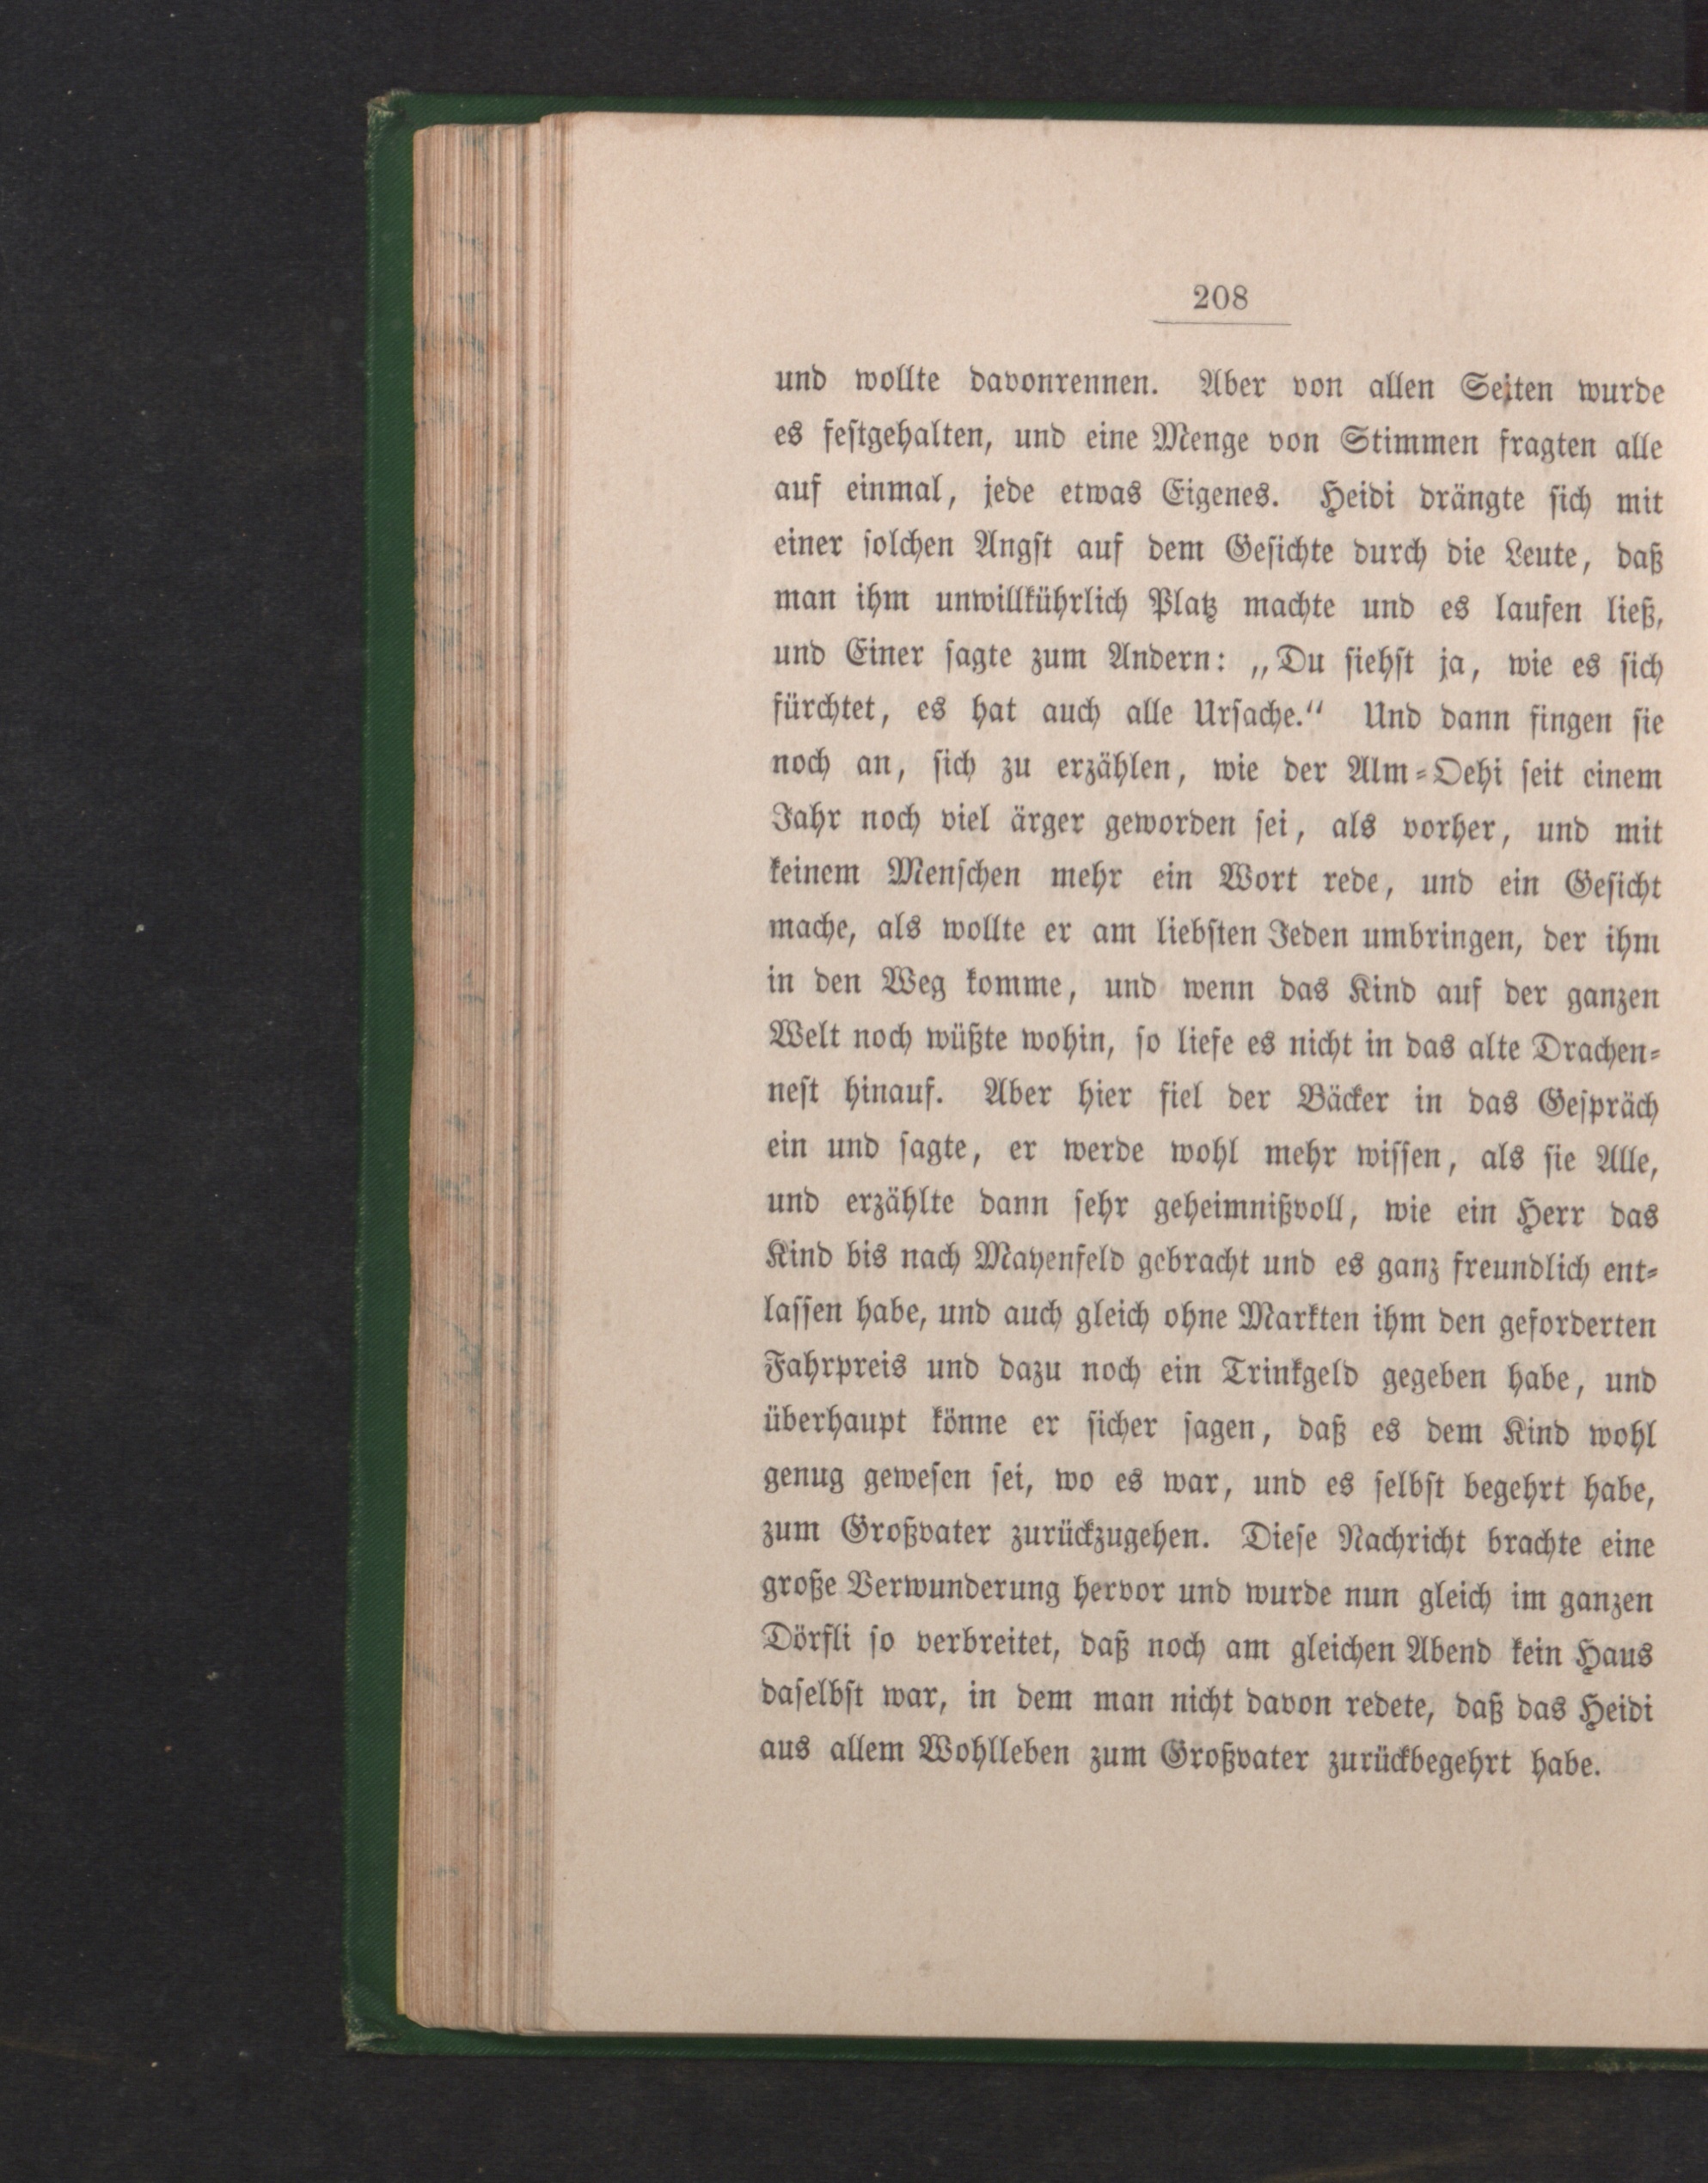 208
und wollte davonrennen. Aber von allen Seiten wurde
es festgehalten, und eine Menge von Stimmen fragten alle
auf einmal, jede etwas Eigenes. Heidi drängte sich mit
einer solchen Angst auf dem Gesichte durch die Leute, daß
man ihm unwillkührlich Platz machte und es laufen ließ,
und Einer sagte zum Andern: „Du siehst ja, wie es sich
fürchtet, es hat auch alle Ursache.“ Und dann fingen sie
noch an, sich zu erzählen, wie der Alm-Oehi seit einem
Jahr noch viel ärger geworden sei, als vorher, und mit
keinem Menschen mehr ein Wort rede, und ein Gesicht
mache, als wollte er am liebsten Jeden umbringen, der ihm
in den Weg komme, und wenn das Kind auf der ganzen
Welt noch wüßte wohin, so liefe es nicht in das alte Drachen-
nest hinauf. Aber hier fiel der Bäcker in das Gespräch
ein und sagte, er werde wohl mehr wissen, als sie Alle,
und erzählte dann sehr geheimnißvoll, wie ein Herr das
Kind bis nach Mayenfeld gebracht und es ganz freundlich ent-
lassen habe, und auch gleich ohne Markten ihm den geforderten
Fahrpreis und dazu noch ein Trinkgeld gegeben habe, und
überhaupt könne er sicher sagen, daß es dem Kind wohl
genug gewesen sei, wo es war, und es selbst begehrt habe,
zum Großvater zurückzugehen. Diese Nachricht brachte eine
große Verwunderung hervor und wurde nun gleich im ganzen
Dörfli so verbreitet, daß noch am gleichen Abend kein Haus
daselbst war, in dem man nicht davon redete, daß das Heidi
aus allem Wohlleben zum Großvater zurückbegehrt habe.